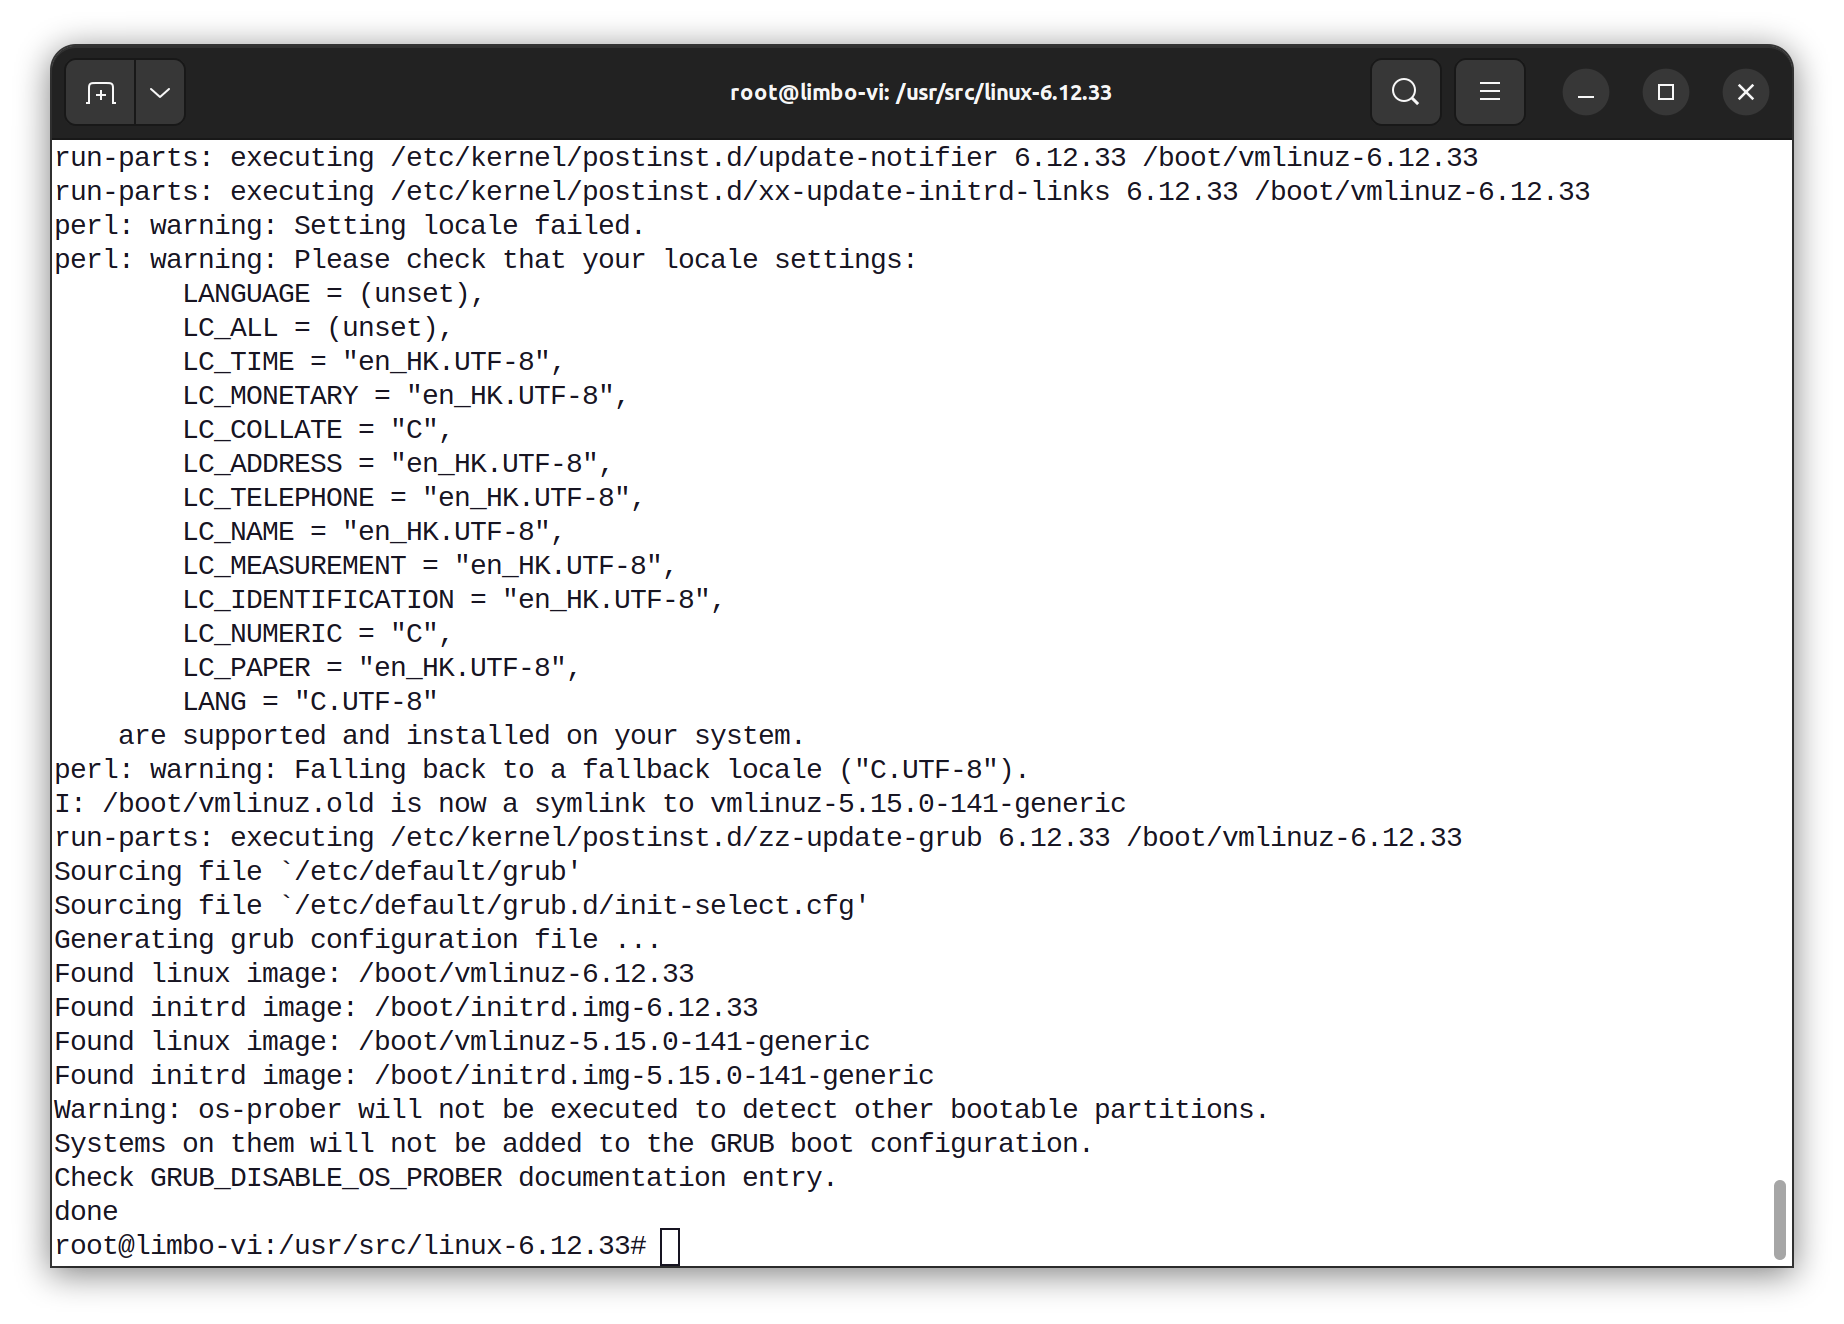 root@limbo-vi: /usr/src/linux-6.12.33
run-parts: executing /etc/kernel/postinst.d/update-notifier 6.12.33 /boot/vmlinuz-6.12.33
run-parts: executing /etc/kernel/postinst.d/xx-update-initrd-links 6.12.33 /boot/vmlinuz-6.12.33
perl: warning: Setting locale failed.
perl: warning: Please check that your locale settings:
        LANGUAGE = (unset),
        LC_ALL = (unset),
        LC_TIME = "en_HK.UTF-8",
        LC_MONETARY = "en_HK.UTF-8",
        LC_COLLATE = "C",
        LC_ADDRESS = "en_HK.UTF-8",
        LC_TELEPHONE = "en_HK.UTF-8",
        LC_NAME = "en_HK.UTF-8",
        LC_MEASUREMENT = "en_HK.UTF-8",
        LC_IDENTIFICATION = "en_HK.UTF-8",
        LC_NUMERIC = "C",
        LC_PAPER = "en_HK.UTF-8",
        LANG = "C.UTF-8"
    are supported and installed on your system.
perl: warning: Falling back to a fallback locale ("C.UTF-8").
I: /boot/vmlinuz.old is now a symlink to vmlinuz-5.15.0-141-generic
run-parts: executing /etc/kernel/postinst.d/zz-update-grub 6.12.33 /boot/vmlinuz-6.12.33
Sourcing file `/etc/default/grub'
Sourcing file `/etc/default/grub.d/init-select.cfg'
Generating grub configuration file ...
Found linux image: /boot/vmlinuz-6.12.33
Found initrd image: /boot/initrd.img-6.12.33
Found linux image: /boot/vmlinuz-5.15.0-141-generic
Found initrd image: /boot/initrd.img-5.15.0-141-generic
Warning: os-prober will not be executed to detect other bootable partitions.
Systems on them will not be added to the GRUB boot configuration.
Check GRUB_DISABLE_OS_PROBER documentation entry.
done
root@limbo-vi:/usr/src/linux-6.12.33#